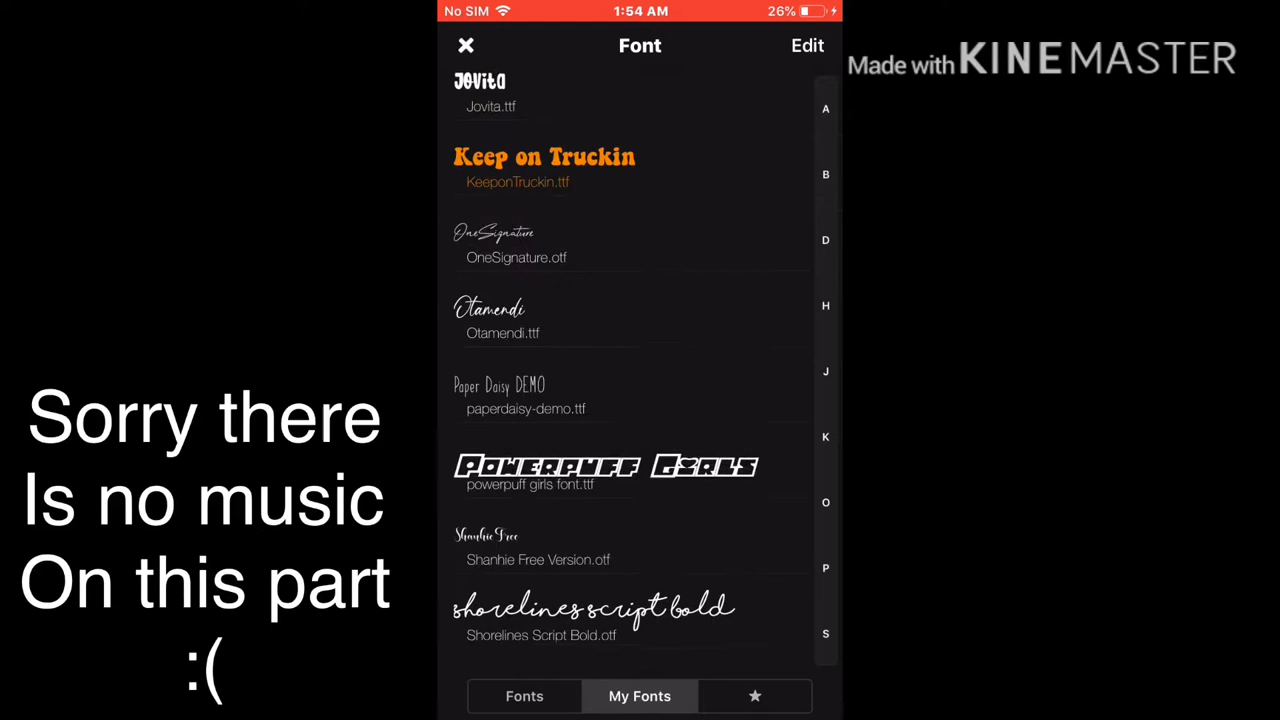 No SIM 1:54 AM 26%
Font Edit
Made with KINEMASTER
Jovita
Jovita.ttf
Keep on Truckin
KeeponTruckin.ttf
OneSignature
OneSignature.otf
Otamendi
Otamendi.ttf
Paper Daisy DEMO
paperdaisy-demo.ttf
Powerpuff Girls
powerpuff girls font.ttf
Shanhie Free
Shanhie Free Version.otf
shorelines script bold
Shorelines Script Bold.otf
A
B
D
H
J
K
O
P
S
Fonts My Fonts
Sorry there
Is no music
On this part
:(